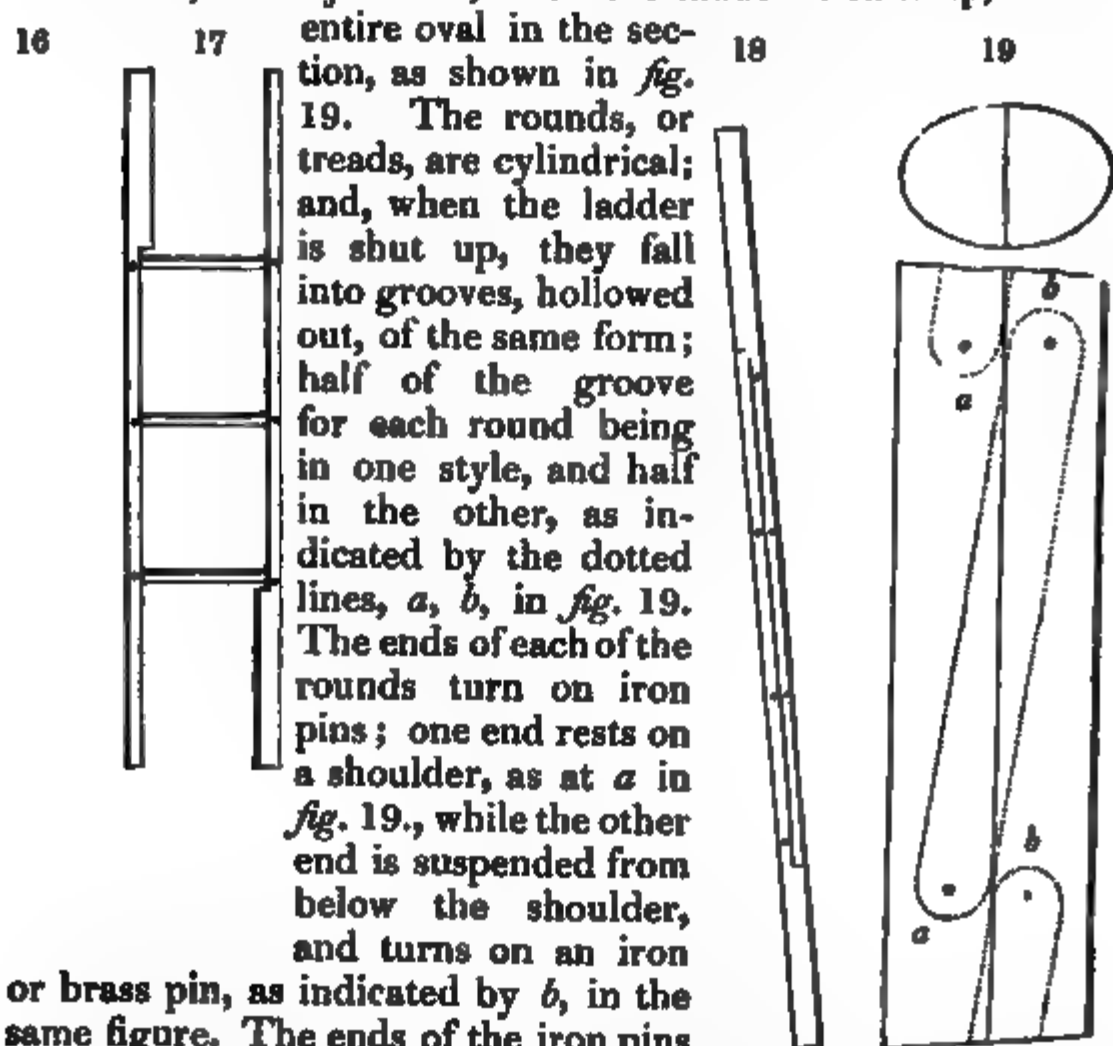 16 17 18 19
entire oval in the sec-
tion, as shown in fig.
19. The rounds, or
treads, are cylindrical;
and, when the ladder
is shut up, they fall
into grooves, hollowed
out, of the same form;
half of the groove
for each round being
in one style, and half
in the other, as in-
dicated by the dotted
lines, a, b, in fig. 19.
The ends of each of the
rounds turn on iron
pins; one end rests on
a shoulder, as at a in
fig. 19., while the other
end is suspended from
below the shoulder,
and turns on an iron
or brass pin, as indicated by b, in the
same figure. The ends of the iron pins
b
a
b
a